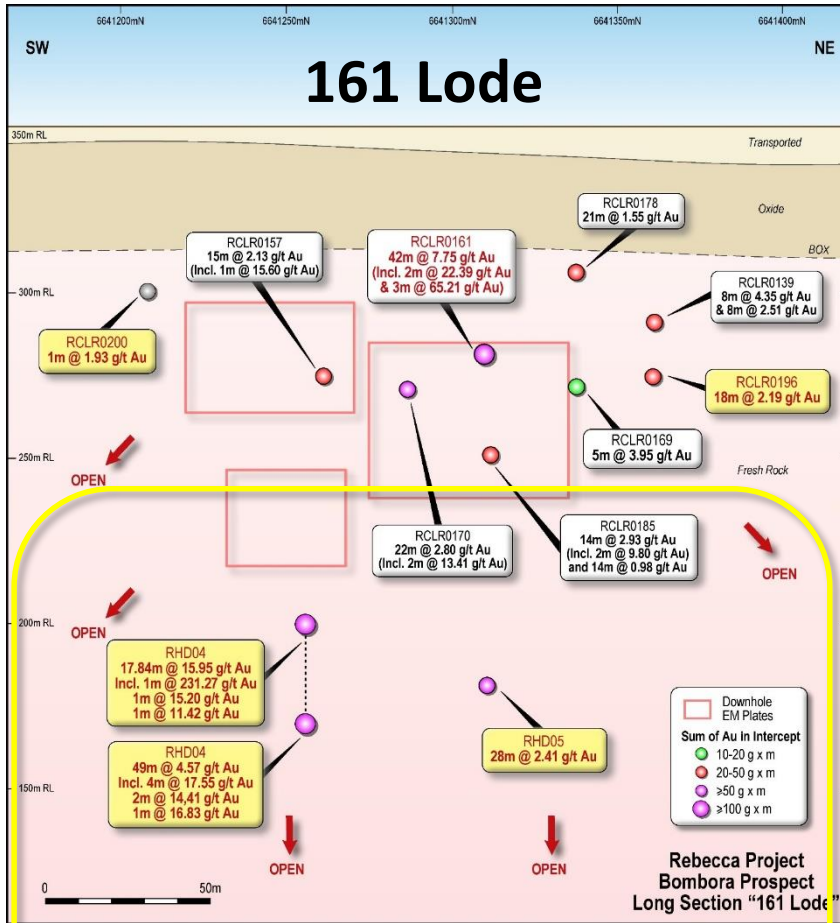 6641200mN
6641250mN
6641300mN
6641350mN
6641400mN
SW
161 Lode
NE
350m RL
Transported
Oxide
BOX
RCLR0178
21m @ 1.55 g/t Au
RCLR0157
15m @ 2.13 g/t Au
(Incl. 1m @ 15.60 g/t Au)
RCLR0161
42m @ 7.75 g/t Au
(Incl. 2m @ 22.39 g/t Au
& 3m @ 65.21 g/t Au)
RCLR0139
8m @ 4.35 g/t Au
& 8m @ 2.51 g/t Au
300m RL
RCLR0200
1m @ 1.93 g/t Au
RCLR0196
18m @ 2.19 g/t Au
RCLR0169
5m @ 3.95 g/t Au
250m RL
Fresh Rock
OPEN
RCLR0170
22m @ 2.80 g/t Au
(Incl. 2m @ 13.41 g/t Au)
RCLR0185
14m @ 2.93 g/t Au
(Incl. 2m @ 9.80 g/t Au)
and 14m @ 0.98 g/t Au
OPEN
200m RL
OPEN
RHD04
17.84m @ 15.95 g/t Au
Incl. 1m @ 231.27 g/t Au
1m @ 15.20 g/t Au
1m @ 11.42 g/t Au
RHD04
49m @ 4.57 g/t Au
Incl. 4m @ 17.55 g/t Au
2m @ 14,41 g/t Au
1m @ 16.83 g/t Au
RHD05
28m @ 2.41 g/t Au
150m RL
Downhole
EM Plates
Sum of Au in Intercept
10-20 g x m
20-50 g x m
≥50 g x m
≥100 g x m
OPEN
OPEN
0
50m
Rebecca Project
Bombora Prospect
Long Section "161 Lode"